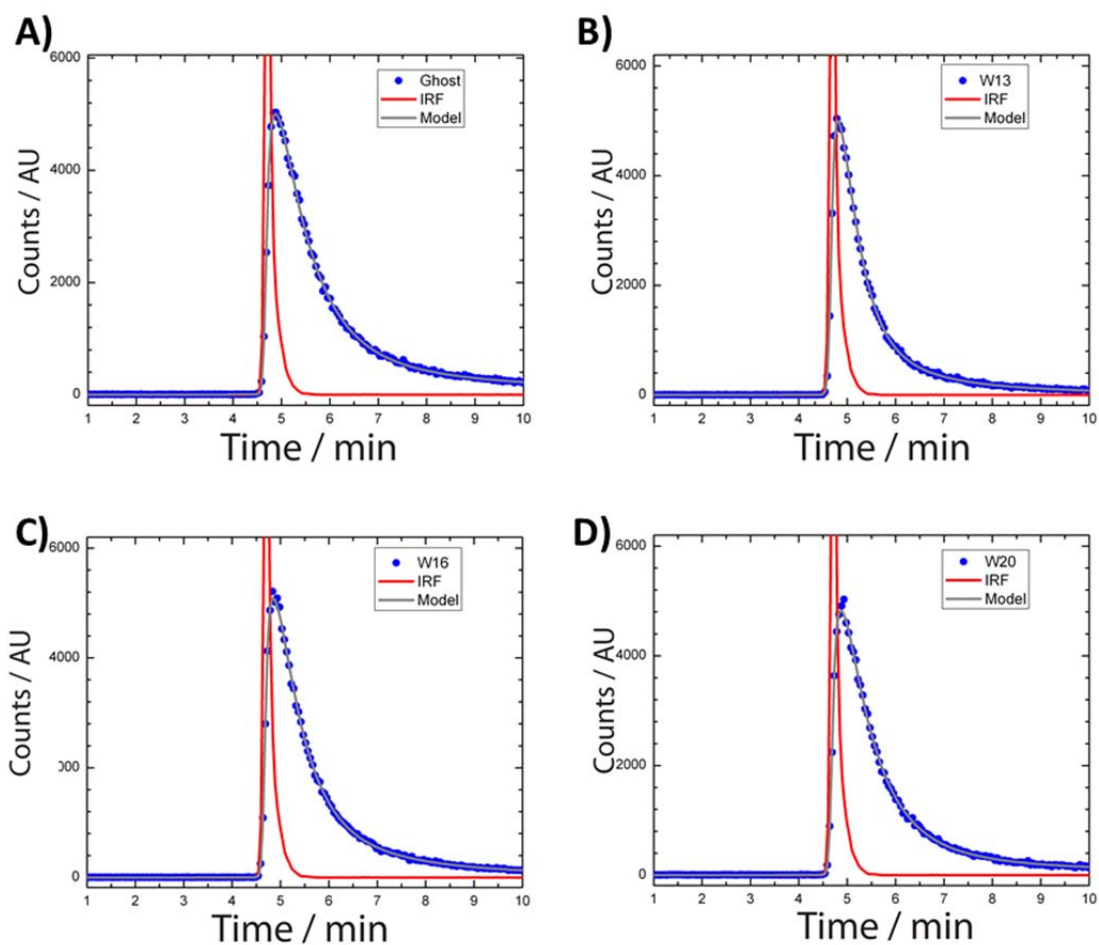 A)
6000
4000
2000
0
Counts / AU
Ghost
IRF
Model
1 2 3 4 5 6 7 8 9 10
Time / min
B)
6000
4000
2000
0
Counts / AU
W13
IRF
Model
1 2 3 4 5 6 7 8 9 10
Time / min
C)
6000
4000
000
0
Counts / AU
W16
IRF
Model
1 2 3 4 5 6 7 8 9 10
Time / min
D)
6000
4000
2000
0
Counts / AU
W20
IRF
Model
1 2 3 4 5 6 7 8 9 10
Time / min